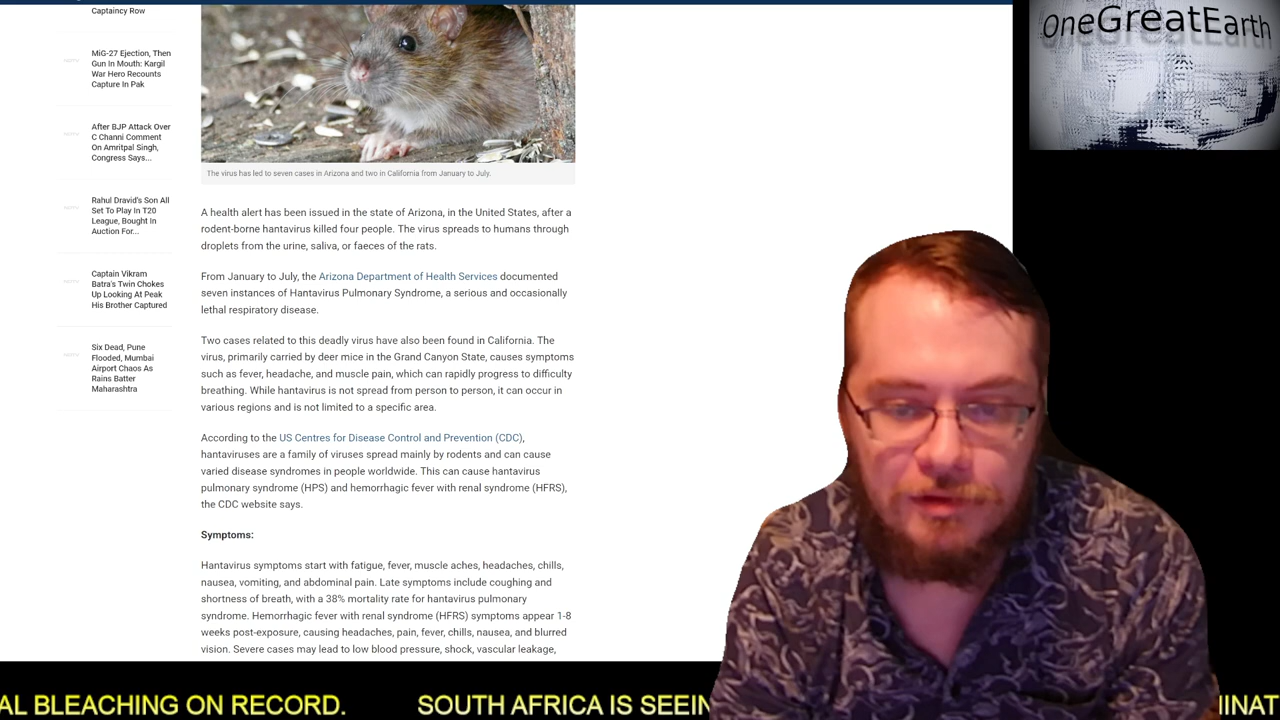 Captaincy Row
MiG-27 Ejection, Then
Gun In Mouth: Kargil
War Hero Recounts
Capture In Pak
After BJP Attack Over
C Channi Comment
On Amritpal Singh,
Congress Says...
Rahul Dravid's Son All
Set To Play In T20
League, Bought In
Auction For...
Captain Vikram
Batra's Twin Chokes
Up Looking At Peak
His Brother Captured
Six Dead, Pune
Flooded, Mumbai
Airport Chaos As
Rains Batter
Maharashtra
The virus has led to seven cases in Arizona and two in California from January to July.
A health alert has been issued in the state of Arizona, in the United States, after a
rodent-borne hantavirus killed four people. The virus spreads to humans through
droplets from the urine, saliva, or faeces of the rats.
From January to July, the Arizona Department of Health Services documented
seven instances of Hantavirus Pulmonary Syndrome, a serious and occasionally
lethal respiratory disease.
Two cases related to this deadly virus have also been found in California. The
virus, primarily carried by deer mice in the Grand Canyon State, causes symptoms
such as fever, headache, and muscle pain, which can rapidly progress to difficulty
breathing. While hantavirus is not spread from person to person, it can occur in
various regions and is not limited to a specific area.
According to the US Centres for Disease Control and Prevention (CDC),
hantaviruses are a family of viruses spread mainly by rodents and can cause
varied disease syndromes in people worldwide. This can cause hantavirus
pulmonary syndrome (HPS) and hemorrhagic fever with renal syndrome (HFRS),
the CDC website says.
Symptoms:
Hantavirus symptoms start with fatigue, fever, muscle aches, headaches, chills,
nausea, vomiting, and abdominal pain. Late symptoms include coughing and
shortness of breath, with a 38% mortality rate for hantavirus pulmonary
syndrome. Hemorrhagic fever with renal syndrome (HFRS) symptoms appear 1-8
weeks post-exposure, causing headaches, pain, fever, chills, nausea, and blurred
vision. Severe cases may lead to low blood pressure, shock, vascular leakage,
OneGreatEarth
AL BLEACHING ON RECORD. SOUTH AFRICA IS SEEIN INAT